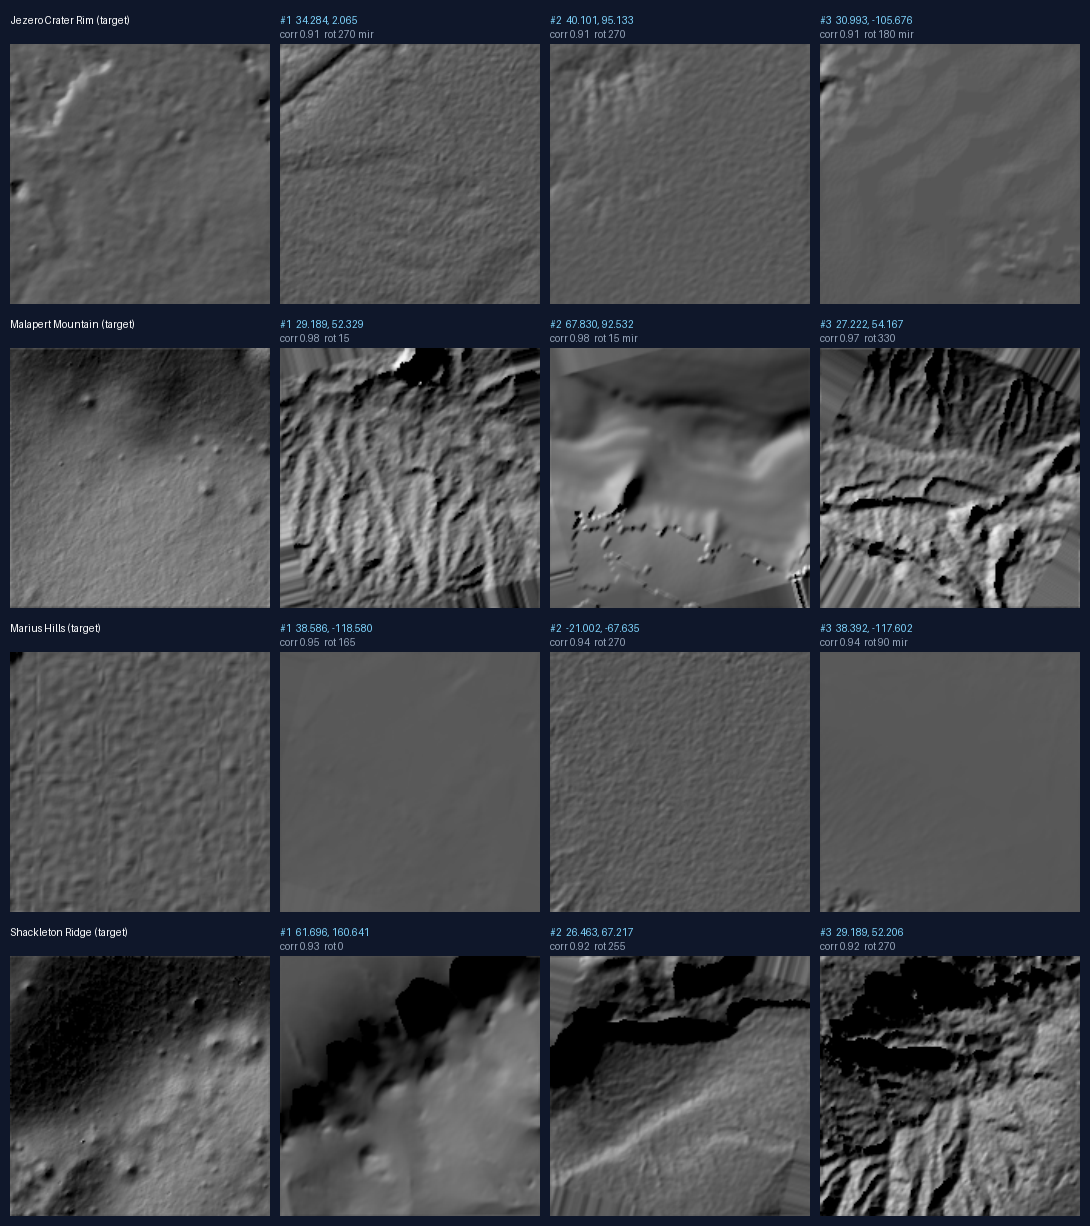 Jezero Crater Rim (target)
#1 34.284, 2.065
corr 0.91 rot 270 mir
#2 40.101, 95.133
corr 0.91 rot 270
#3 30.993, -105.676
corr 0.91 rot 180 mir
Malapert Mountain (target)
#1 29.189, 52.329
corr 0.98 rot 15
#2 67.830, 92.532
corr 0.98 rot 15 mir
#3 27.222, 54.167
corr 0.97 rot 330
Marius Hills (target)
#1 38.586, -118.580
corr 0.95 rot 165
#2 -21.002, -67.635
corr 0.94 rot 270
#3 38.392, -117.602
corr 0.94 rot 90 mir
Shackleton Ridge (target)
#1 61.696, 160.641
corr 0.93 rot 0
#2 26.463, 67.217
corr 0.92 rot 255
#3 29.189, 52.206
corr 0.92 rot 270